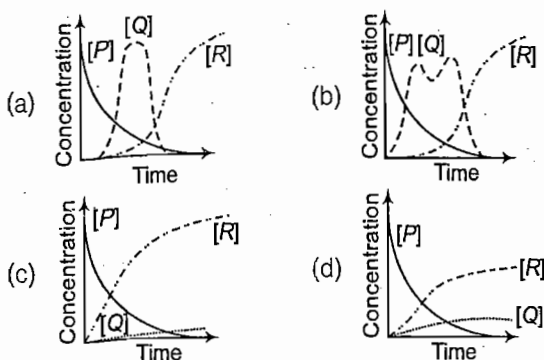 (a)
Concentration
[P]
[Q]
[R]
Time
(b)
Concentration
[P] [Q]
[R]
Time
(c)
Concentration
[P]
[R]
[Q]
Time
(d)
Concentration
[P]
[R]
[Q]
Time